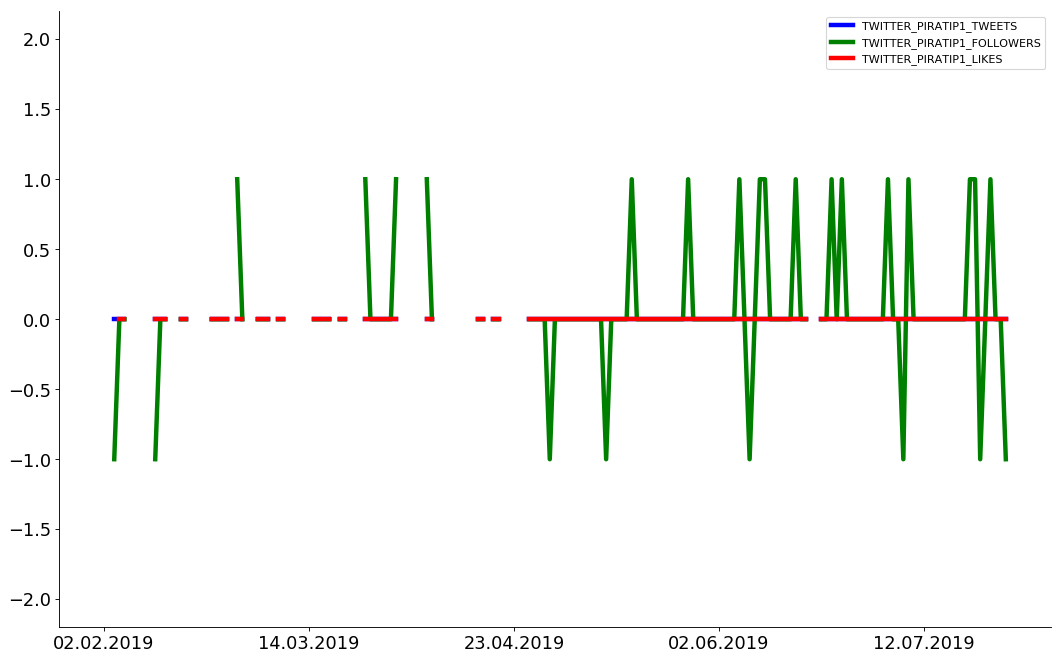 TWITTER_PIRATIP1_TWEETS
TWITTER_PIRATIP1_FOLLOWERS
TWITTER_PIRATIP1_LIKES
2.0
1.5
1.0
0.5
0.0
−0.5
−1.0
−1.5
−2.0
02.02.2019 14.03.2019 23.04.2019 02.06.2019 12.07.2019